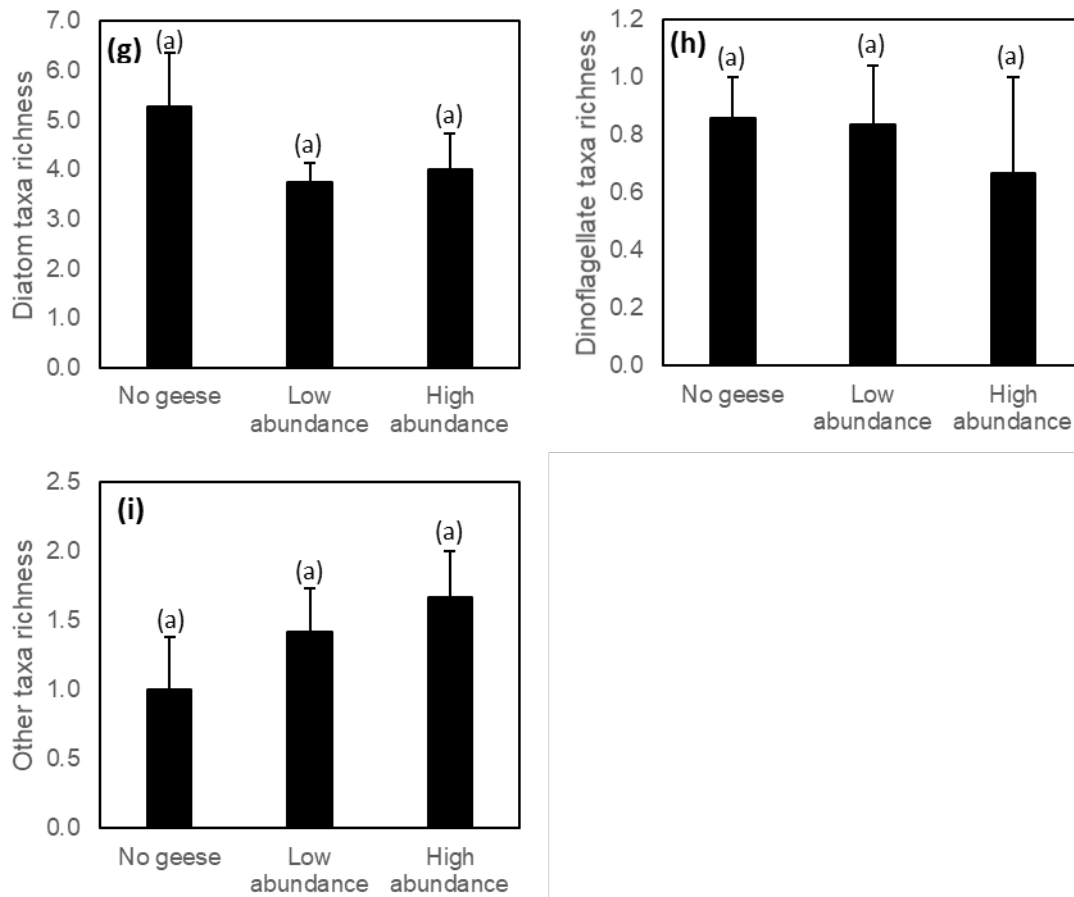 Diatom taxa richness
7.0
6.0
5.0
4.0
3.0
2.0
1.0
0.0
(g)
(a)
(a)
(a)
No geese
Low
abundance
High
abundance
Dinoflagellate taxa richness
1.2
1.0
0.8
0.6
0.4
0.2
0.0
(h)
(a)
(a)
(a)
No geese
Low
abundance
High
abundance
Other taxa richness
2.5
2.0
1.5
1.0
0.5
0.0
(i)
(a)
(a)
(a)
No geese
Low
abundance
High
abundance